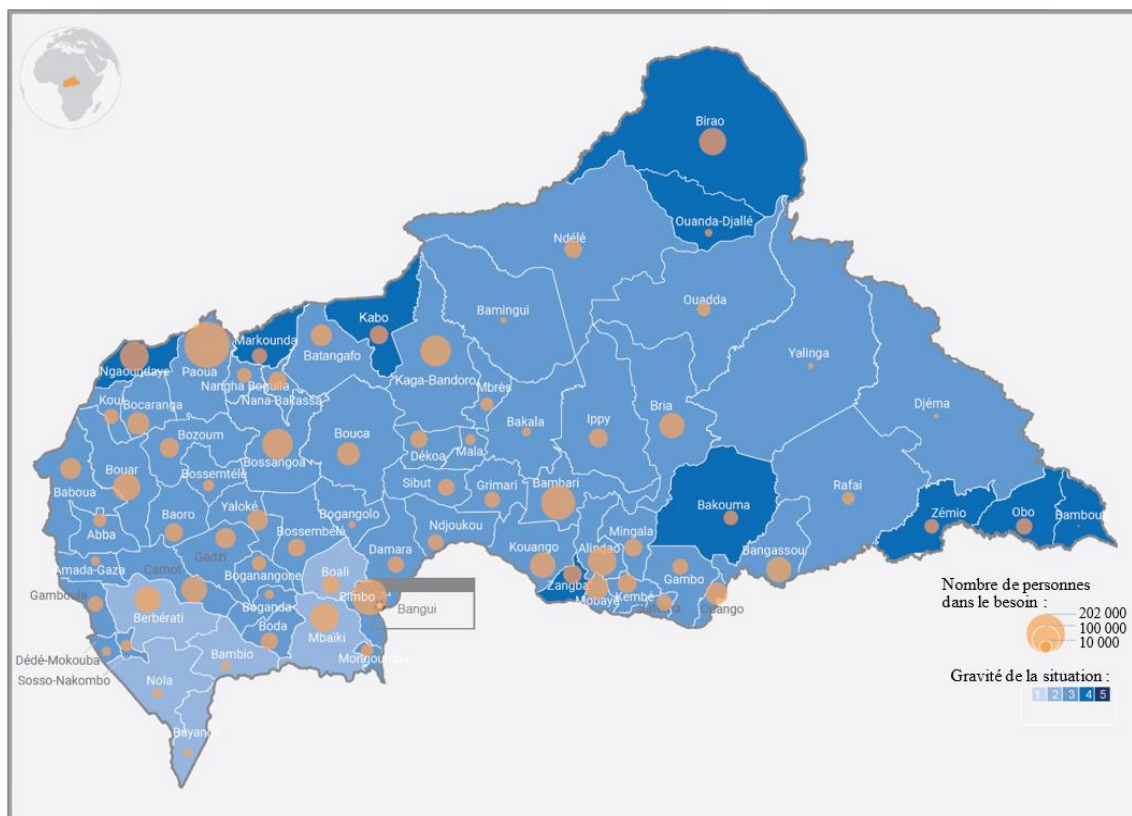 Birao
Ouanda-Djallé
Ndélé
Ouadda
Bamingui
Kabo
Markounda
Batangafo
Yalinga
Ngaoundaye
Paoua
Kaga-Bandoro
Nangha Boguila
Nana-Bakassa
Mbrès
Koui
Bocaranga
Djéma
Bakala
Ippy
Bria
Bozoum
Bossangoa
Bouca
Dékoa
Mala
Bouar
Bossemtélé
Baboua
Sibut
Grimari
Bambari
Rafai
Bakouma
Zémio
Obo
Bambouti
Yaloké
Bogangolo
Abba
Baoro
Bossembélé
Ndjoukou
Mingala
Gadzi
Damara
Kouango
Alindao
Bangassou
Amada-Gaza
Carnot
Boganangone
Boali
Gambo
Zangba
Kembé
Mobaye
Satema
Ouango
Gamboula
Berbérati
Boganda
Bimbo
Bangui
Boda
Mbaïki
Dédé-Mokouba
Bambio
Mongoumba
Sosso-Nakombo
Nola
Bayanga
Nombre de personnes
dans le besoin :
202 000
100 000
10 000
Gravité de la situation :
1 2 3 4 5